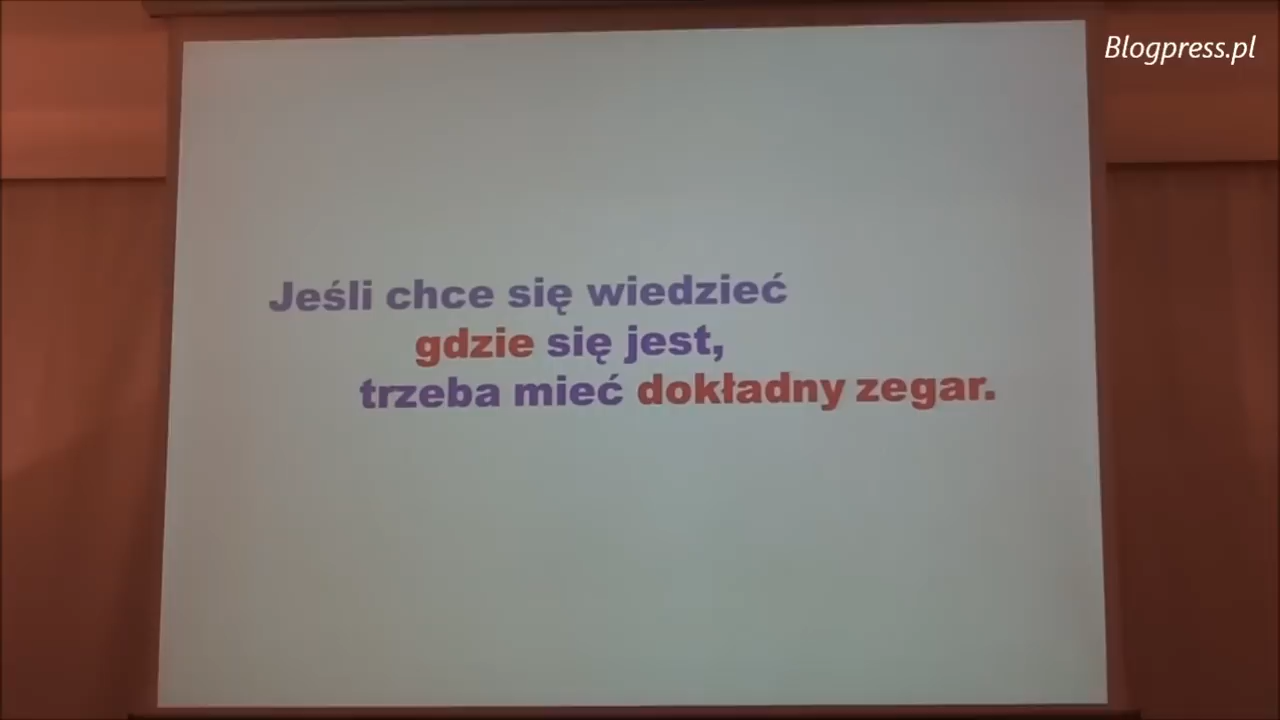 Blogpress.pl
Jeśli chce się wiedzieć
gdzie się jest,
trzeba mieć dokładny zegar.